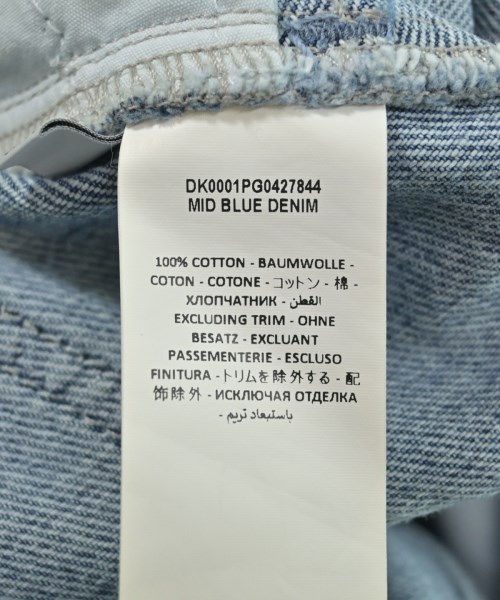 DK0001PG0427844
MID BLUE DENIM
100% COTTON - BAUMWOLLE -
COTON - COTONE - コットン - 棉 -
ХЛОПЧАТНИК - القطن -
EXCLUDING TRIM - OHNE
BESATZ - EXCLUANT
PASSEMENTERIE - ESCLUSO
FINITURA - トリムを除外する - 配
饰除外 - ИСКЛЮЧАЯ ОТДЕЛКА
- باستبعاد تريم -